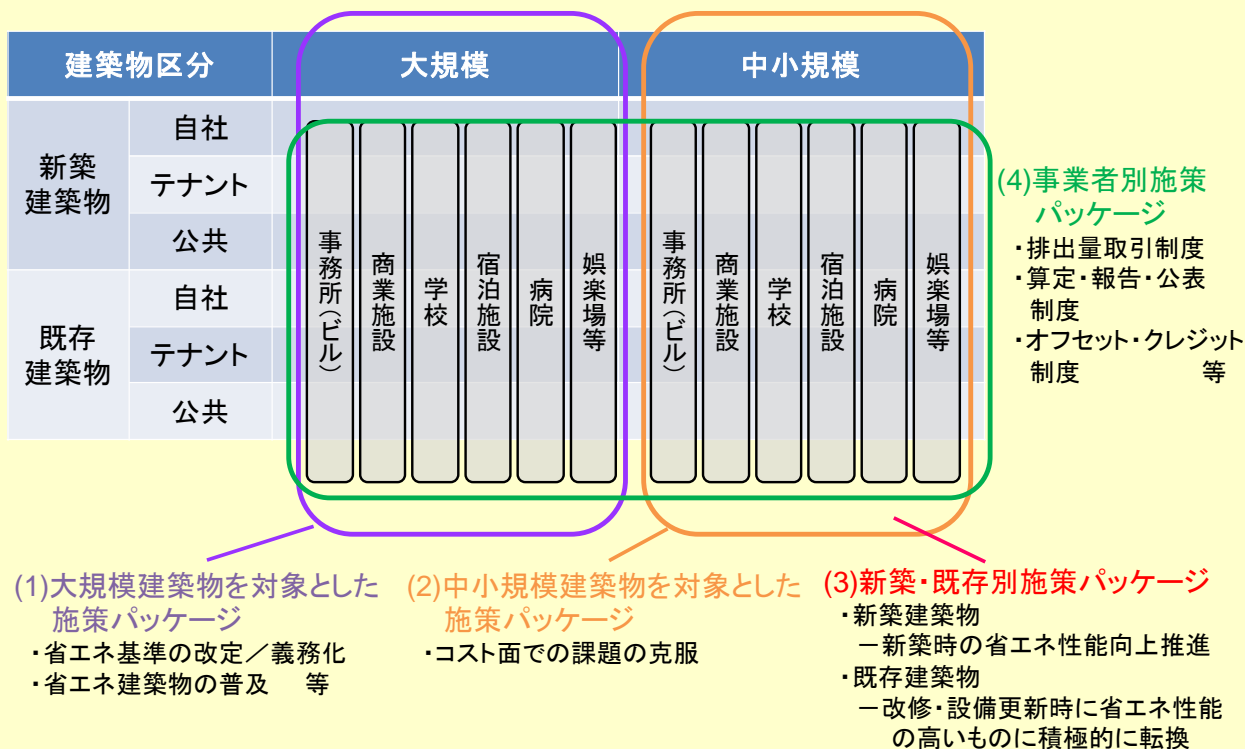 建築物区分
大規模
中小規模
新築
建築物
自社
テナント
公共
既存
建築物
自社
テナント
公共
事務所(ビル)
商業施設
学校
宿泊施設
病院
娯楽場等
事務所(ビル)
商業施設
学校
宿泊施設
病院
娯楽場等
(4)事業者別施策
パッケージ
・排出量取引制度
・算定・報告・公表
制度
・オフセット・クレジット
制度 等
(1)大規模建築物を対象とした
施策パッケージ
・省エネ基準の改定/義務化
・省エネ建築物の普及 等
(2)中小規模建築物を対象とした
施策パッケージ
・コスト面での課題の克服
(3)新築・既存別施策パッケージ
・新築建築物
-新築時の省エネ性能向上推進
・既存建築物
-改修・設備更新時に省エネ性能
の高いものに積極的に転換